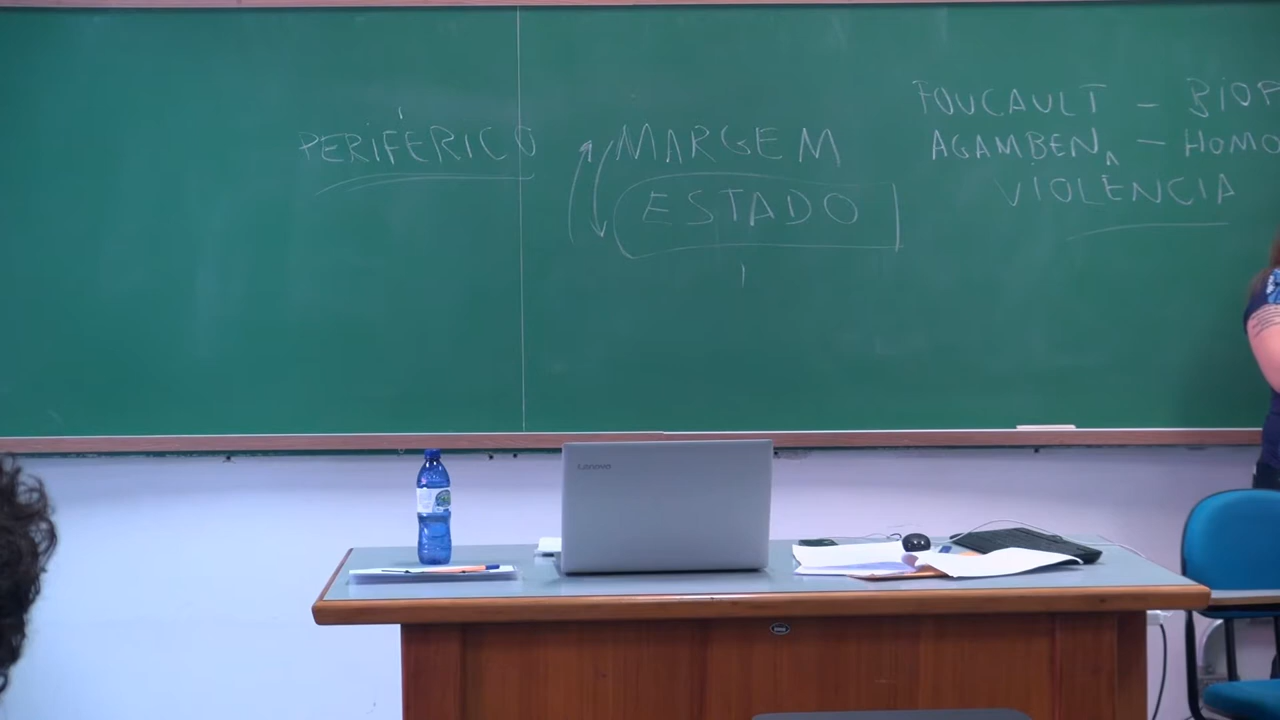 PERIFÉRICO
MARGEM
ESTADO
FOUCAULT - BIOP
AGAMBEN - HOMO
VIOLÊNCIA
Lenovo